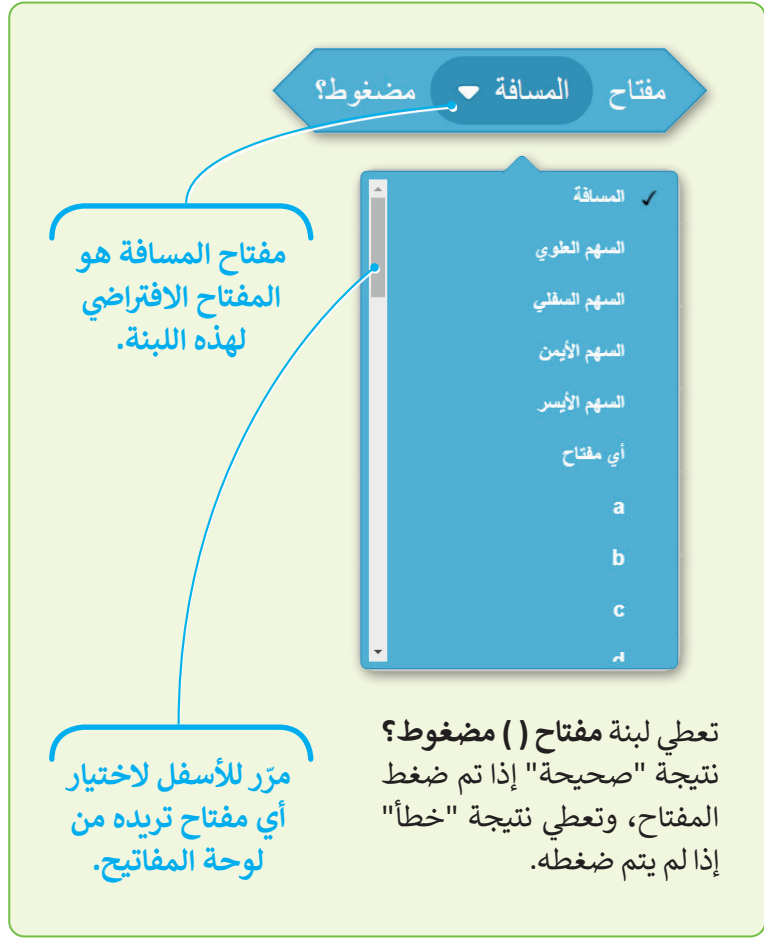 مفتاح المسافة مضغوط؟
✓ المسافة
السهم العلوي
السهم السفلي
السهم الأيمن
السهم الأيسر
أي مفتاح
a
b
c
d
مفتاح المسافة هو
المفتاح الافتراضي
لهذه اللبنة.
تعطي لبنة مفتاح ( ) مضغوط؟
نتيجة "صحيحة" إذا تم ضغط
المفتاح، وتعطي نتيجة "خطأ"
إذا لم يتم ضغطه.
مرّر للأسفل لاختيار
أي مفتاح تريده من
لوحة المفاتيح.